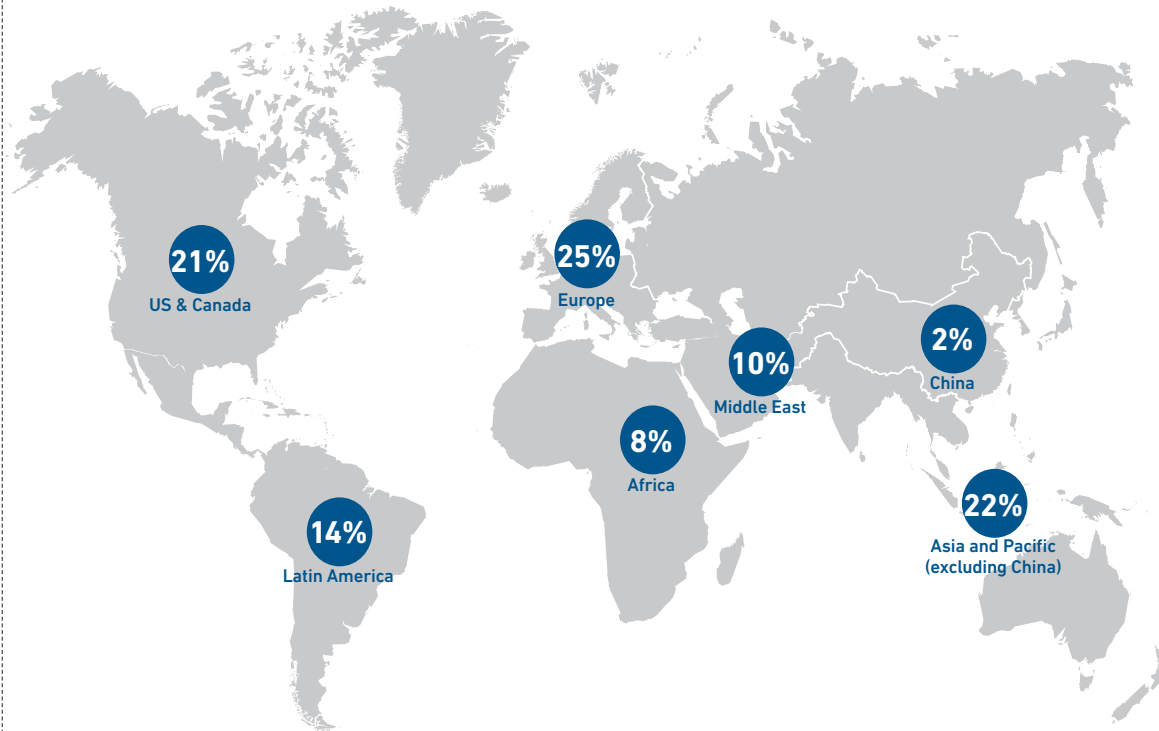 21%
US & Canada
25%
Europe
2%
China
10%
Middle East
8%
Africa
14%
Latin America
22%
Asia and Pacific
(excluding China)